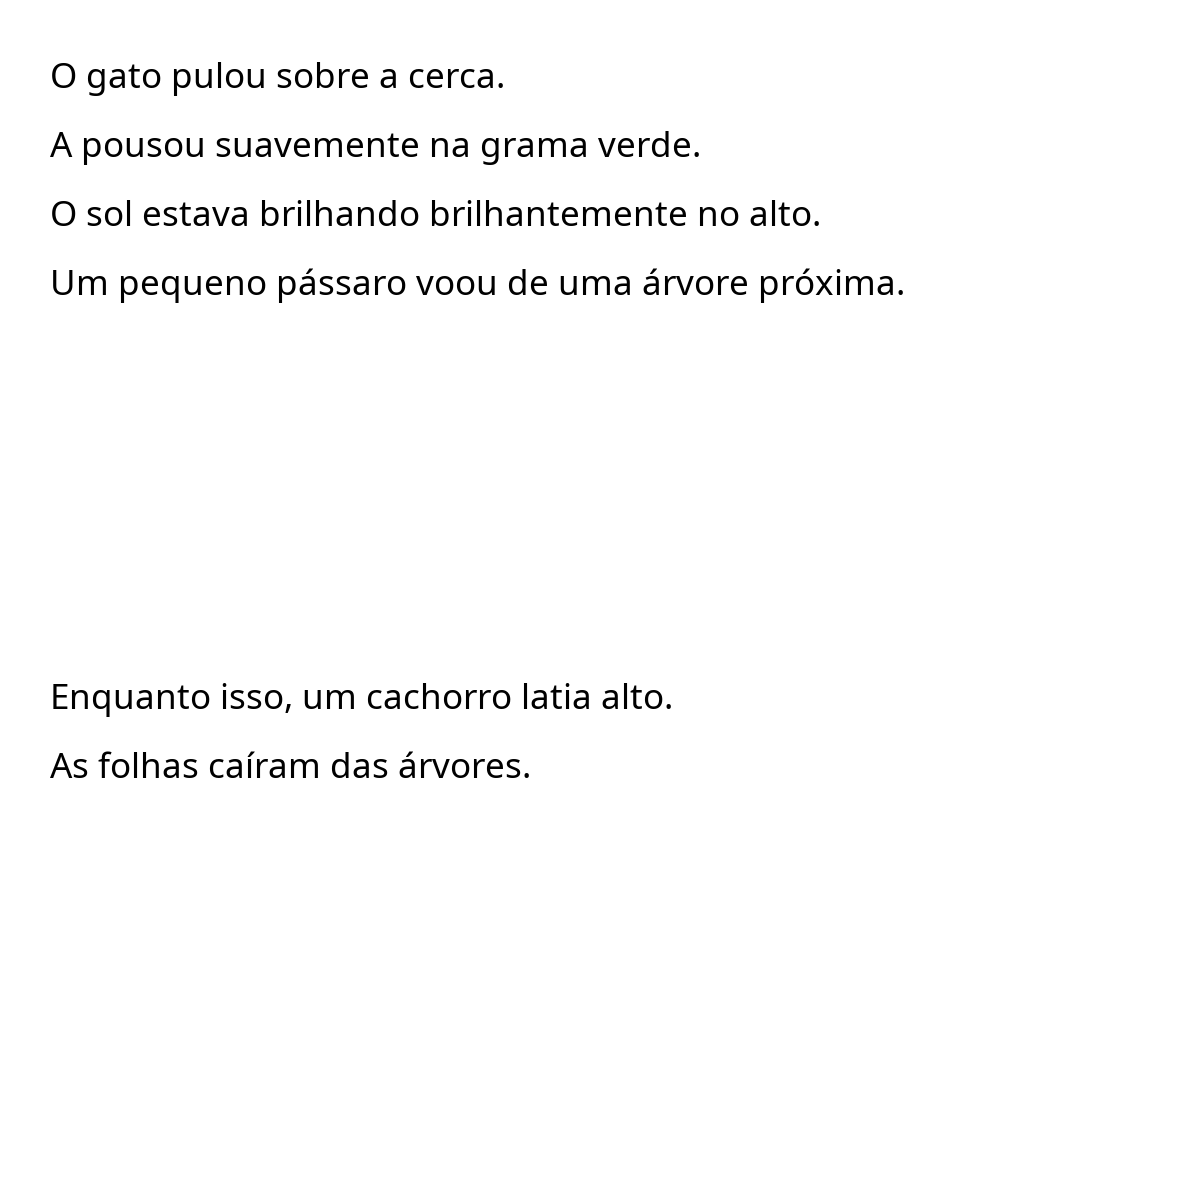 O gato pulou sobre a cerca.
A pousou suavemente na grama verde.
O sol estava brilhando brilhantemente no alto.
Um pequeno pássaro voou de uma árvore próxima.
Enquanto isso, um cachorro latia alto.
As folhas caíram das árvores.